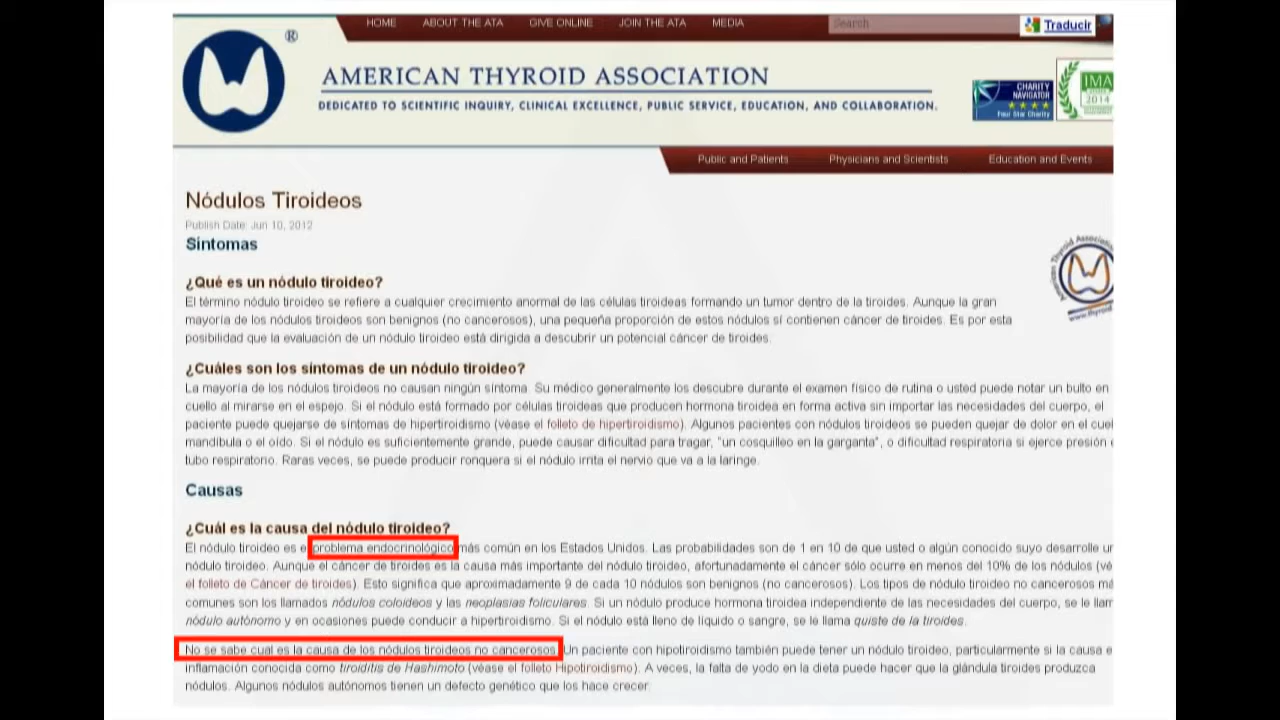 HOME ABOUT THE ATA GIVE ONLINE JOIN THE ATA MEDIA Search Traducir
®
AMERICAN THYROID ASSOCIATION
DEDICATED TO SCIENTIFIC INQUIRY, CLINICAL EXCELLENCE, PUBLIC SERVICE, EDUCATION, AND COLLABORATION.
CHARITY NAVIGATOR
Four Star Charity
IMA
2014
Public and Patients Physicians and Scientists Education and Events
Nódulos Tiroideos
Publish Date: Jun 10, 2012
Síntomas
¿Qué es un nódulo tiroideo?
El término nódulo tiroideo se refiere a cualquier crecimiento anormal de las células tiroideas formando un tumor dentro de la tiroides. Aunque la gran
mayoría de los nódulos tiroideos son benignos (no cancerosos), una pequeña proporción de estos nódulos sí contienen cáncer de tiroides. Es por esta
posibilidad que la evaluación de un nódulo tiroideo está dirigida a descubrir un potencial cáncer de tiroides.
American Thyroid Associatio
www.thyroid
¿Cuáles son los síntomas de un nódulo tiroideo?
La mayoría de los nódulos tiroideos no causan ningún síntoma. Su médico generalmente los descubre durante el examen físico de rutina o usted puede notar un bulto en
cuello al mirarse en el espejo. Si el nódulo está formado por células tiroideas que producen hormona tiroidea en forma activa sin importar las necesidades del cuerpo, el
paciente puede quejarse de síntomas de hipertiroidismo (véase el folleto de hipertiroidismo). Algunos pacientes con nódulos tiroideos se pueden quejar de dolor en el cuel
mandíbula o el oído. Si el nódulo es suficientemente grande, puede causar dificultad para tragar, "un cosquilleo en la garganta", o dificultad respiratoria si ejerce presión e
tubo respiratorio. Raras veces, se puede producir ronquera si el nódulo irrita el nervio que va a la laringe.
Causas
¿Cuál es la causa del nódulo tiroideo?
El nódulo tiroideo es el problema endocrinológico más común en los Estados Unidos. Las probabilidades son de 1 en 10 de que usted o algún conocido suyo desarrolle un
nódulo tiroideo. Aunque el cáncer de tiroides es la causa más importante del nódulo tiroideo, afortunadamente el cáncer sólo ocurre en menos del 10% de los nódulos (vé
el folleto de Cáncer de tiroides). Esto significa que aproximadamente 9 de cada 10 nódulos son benignos (no cancerosos). Los tipos de nódulo tiroideo no cancerosos má
comunes son los llamados nódulos coloideos y las neoplasias foliculares. Si un nódulo produce hormona tiroidea independiente de las necesidades del cuerpo, se le llam
nódulo autónomo y en ocasiones puede conducir a hipertiroidismo. Si el nódulo está lleno de líquido o sangre, se le llama quiste de la tiroides.
No se sabe cual es la causa de los nódulos tiroideos no cancerosos. Un paciente con hipotiroidismo también puede tener un nódulo tiroideo, particularmente si la causa e
inflamación conocida como tiroiditis de Hashimoto (véase el folleto Hipotiroidismo). A veces, la falta de yodo en la dieta puede hacer que la glándula tiroides produzca
nódulos. Algunos nódulos autónomos tienen un defecto genético que los hace crecer